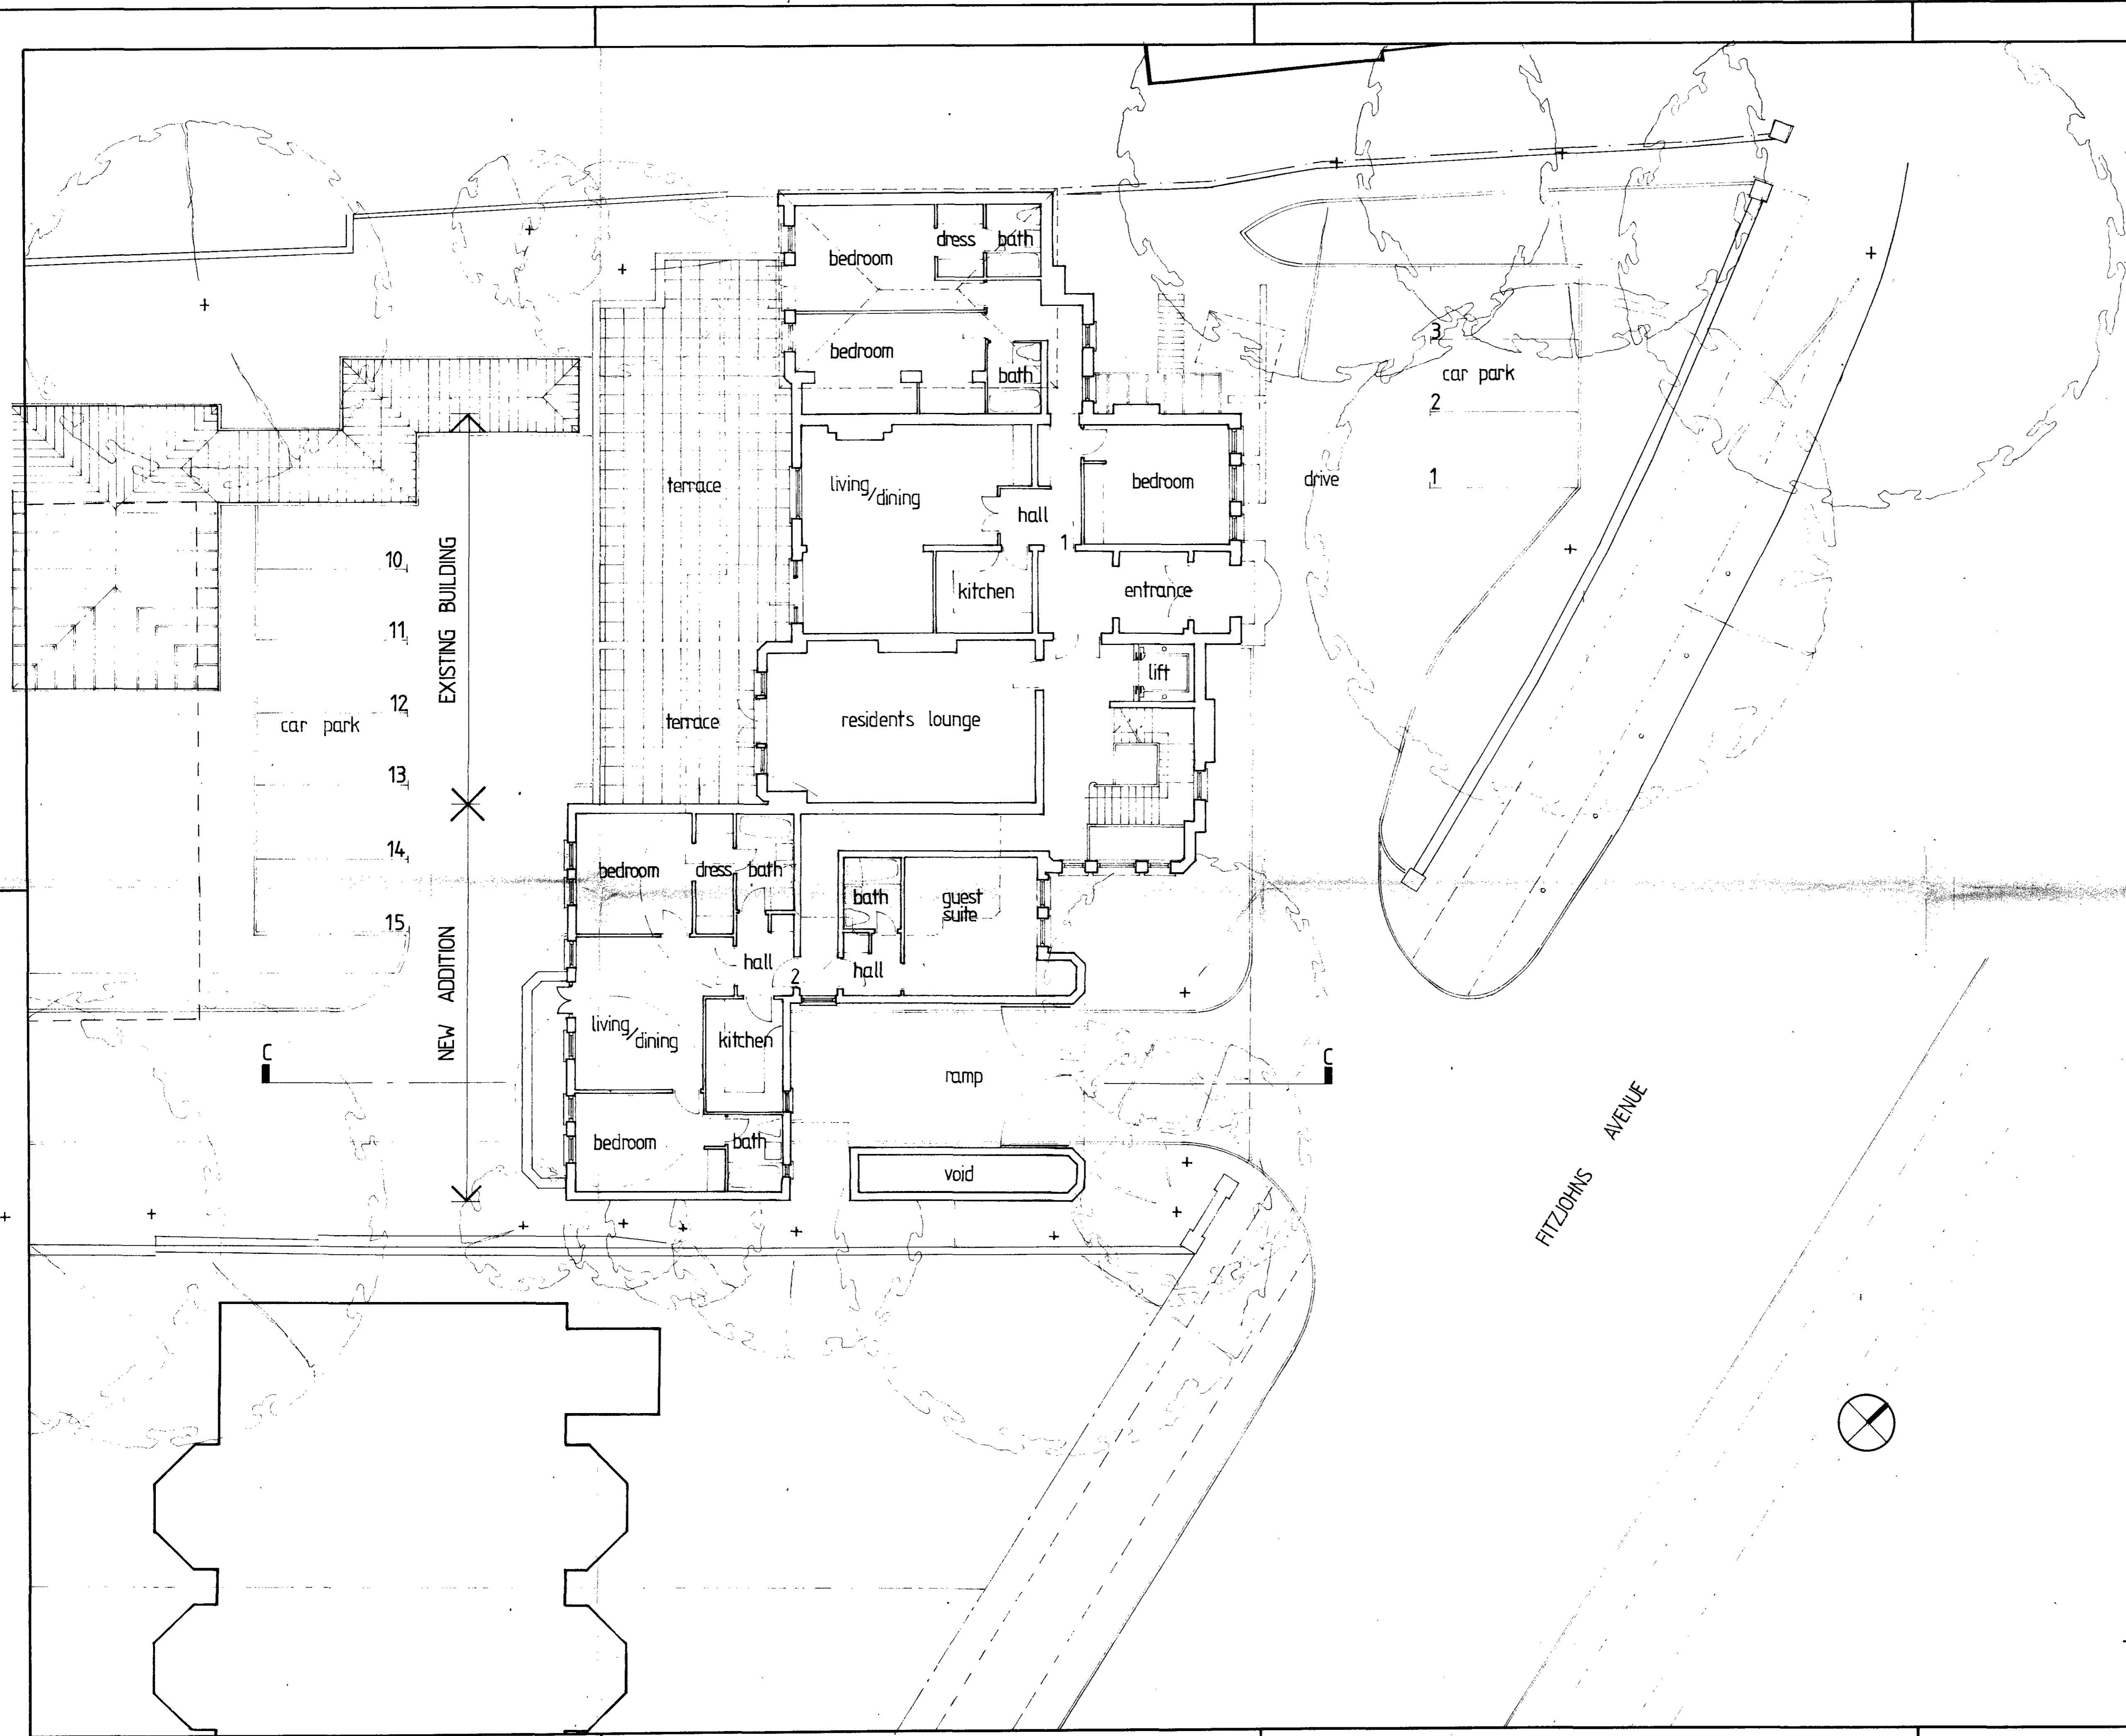 bedroom
dress
bath
bedroom
bath
3
car park
2
terrace
living/dining
bedroom
drive
1
hall
1
10
EXISTING BUILDING
kitchen
entrance
11
lift
12
car park
terrace
residents lounge
13
14
bedroom
dress
bath
bath
guest
suite
15
NEW ADDITION
hall
2
hall
living/dining
kitchen
C
C
ramp
FITZJOHNS AVENUE
bedroom
bath
void